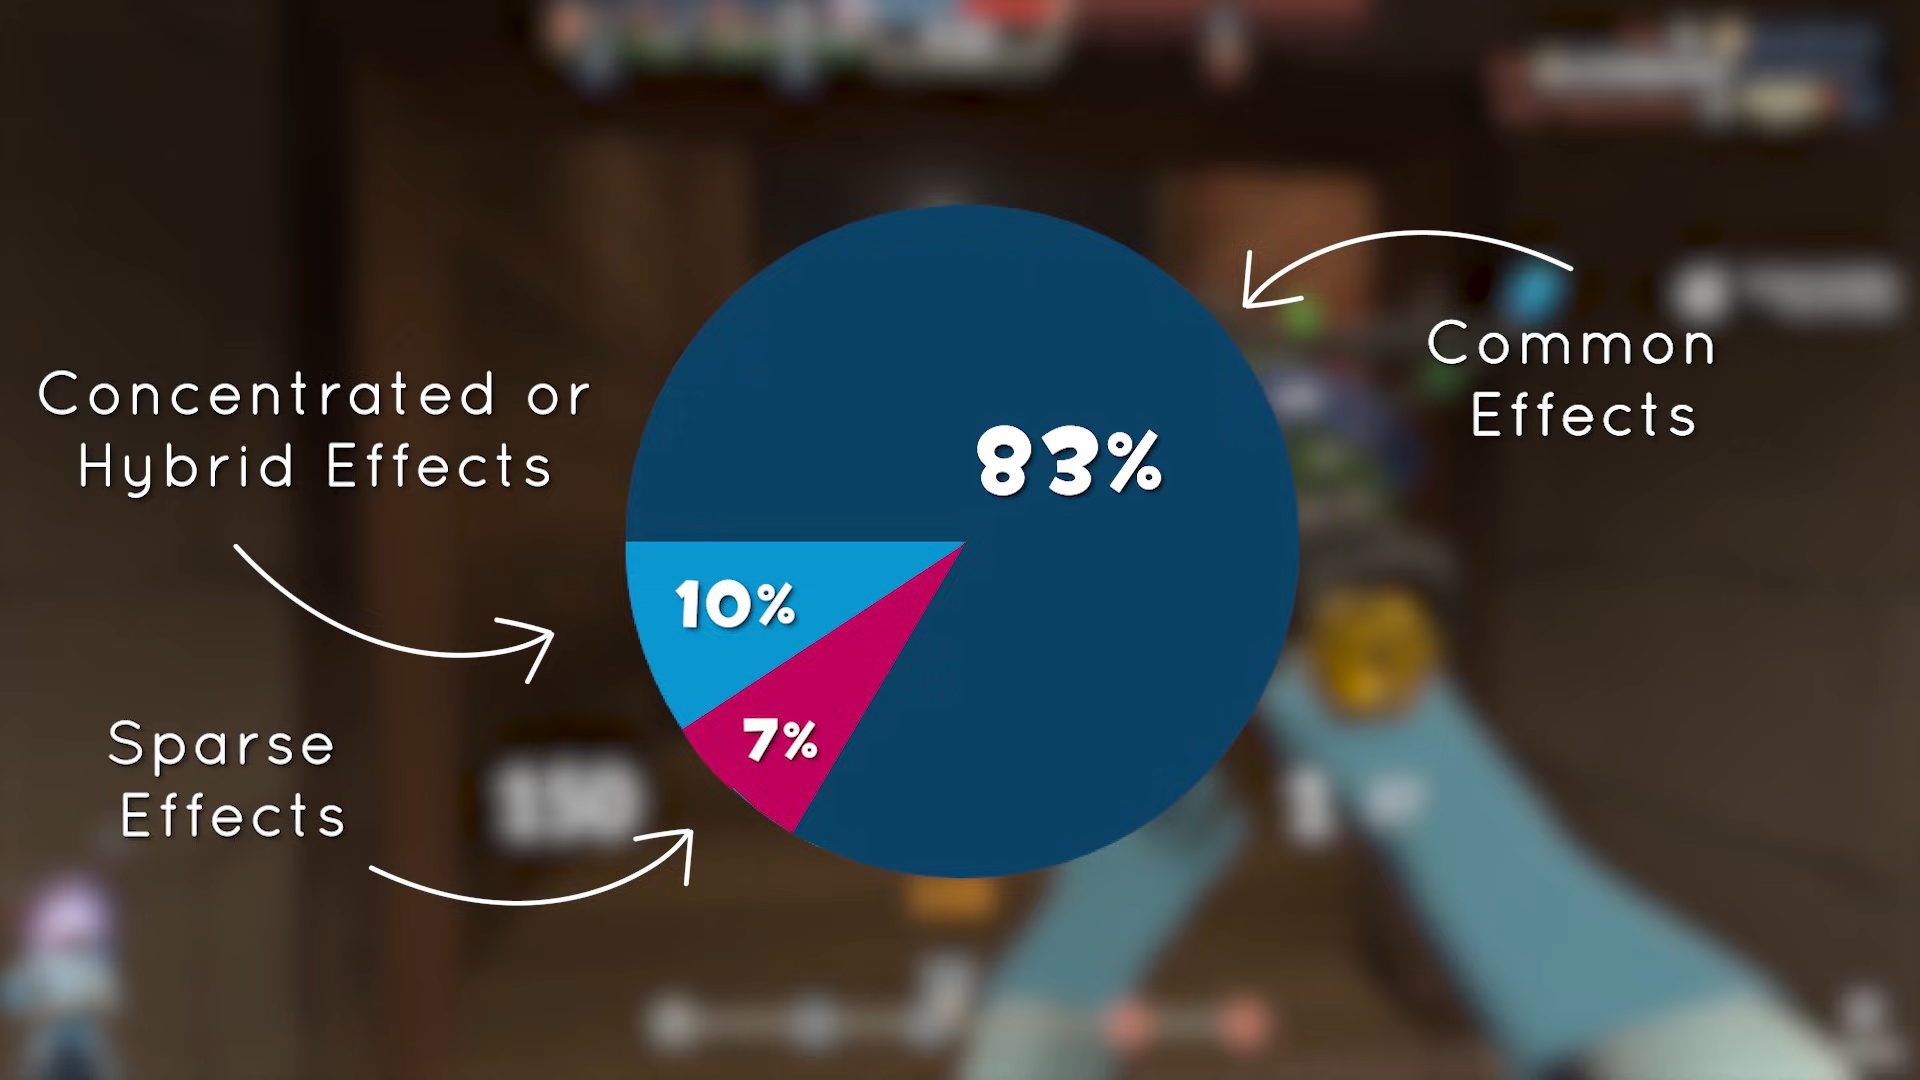 Common
Effects
Concentrated or
Hybrid Effects
83%
10%
7%
Sparse
Effects